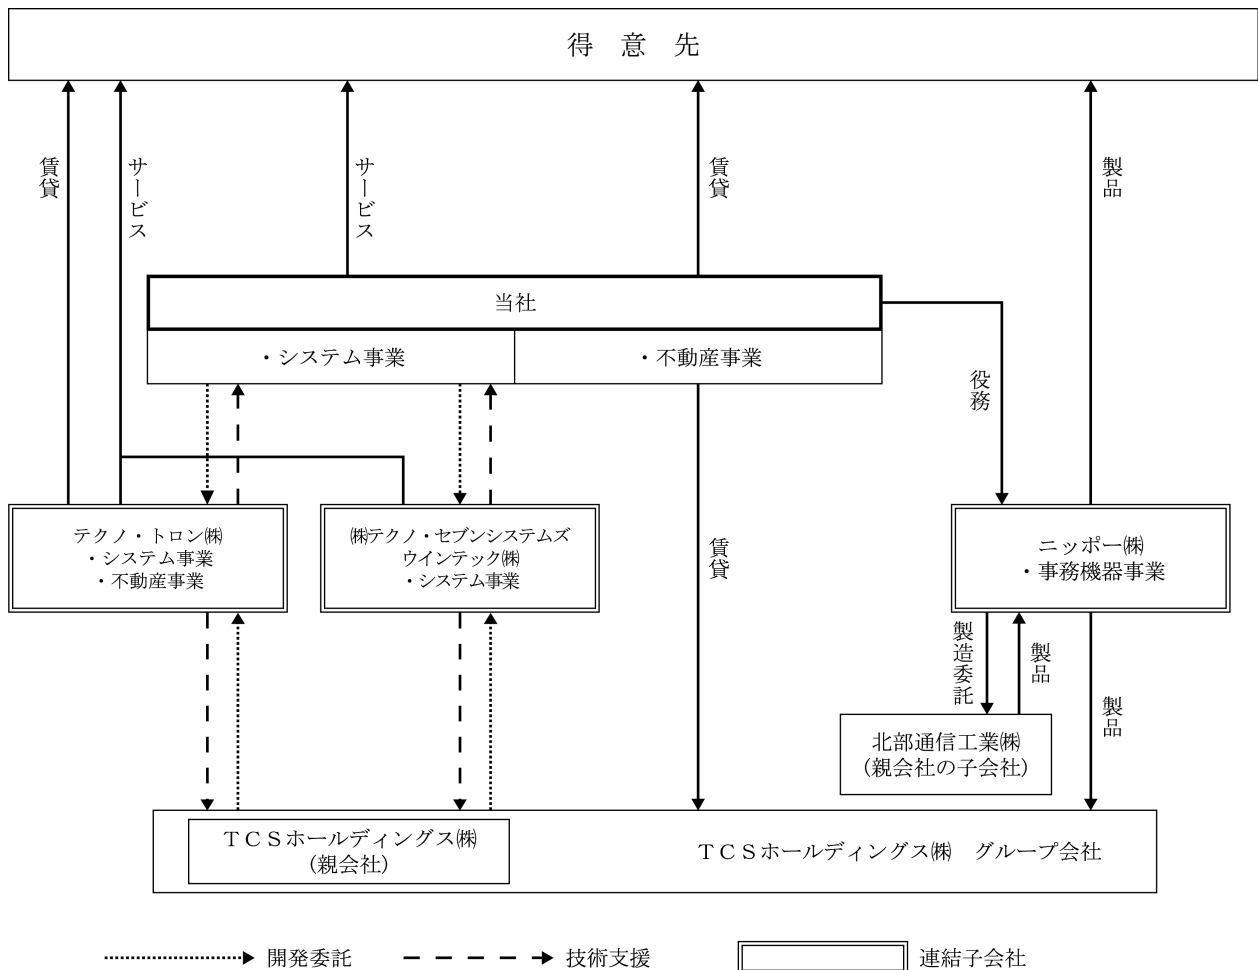 得 意 先
賃貸
サービス
サービス
賃貸
製品
当社
・システム事業
・不動産事業
役務
テクノ・トロン㈱
・システム事業
・不動産事業
㈱テクノ・セブンシステムズ
ウインテック㈱
・システム事業
賃貸
ニッポー㈱
・事務機器事業
製造委託
製品
製品
北部通信工業㈱
(親会社の子会社)
TCSホールディングス㈱
(親会社)
TCSホールディングス㈱ グループ会社
開発委託
技術支援
連結子会社